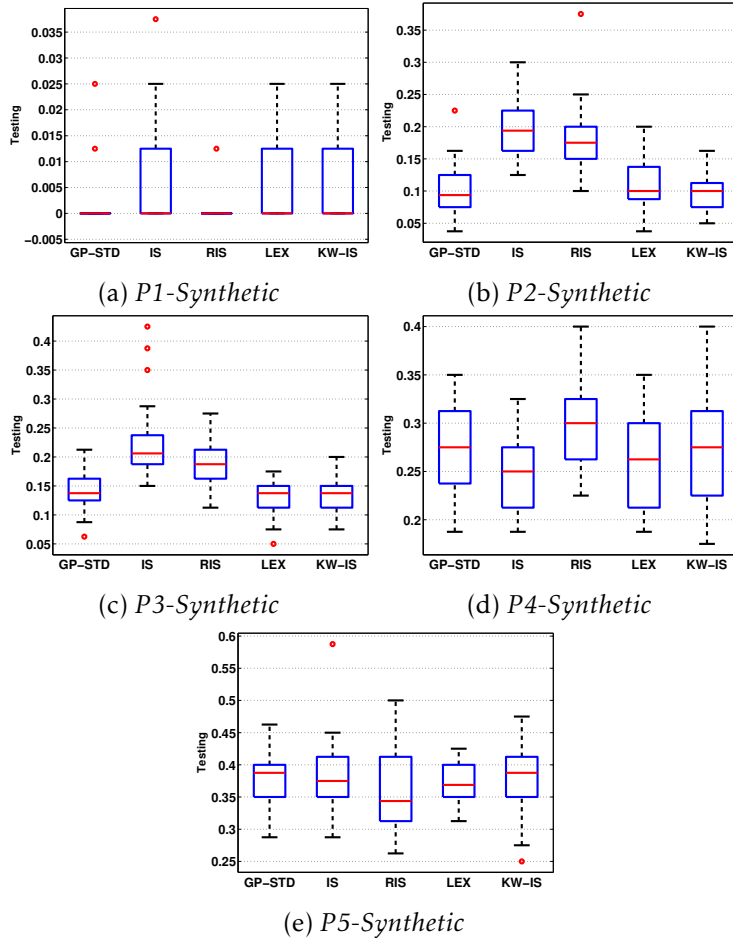 0.035
0.03
0.025
0.02
0.015
0.01
0.005
0
−0.005
Testing
GP−STD IS RIS LEX KW−IS
(a) P1-Synthetic
0.35
0.3
0.25
0.2
0.15
0.1
0.05
Testing
GP−STD IS RIS LEX KW−IS
(b) P2-Synthetic
0.4
0.35
0.3
0.25
0.2
0.15
0.1
0.05
Testing
GP−STD IS RIS LEX KW−IS
(c) P3-Synthetic
0.4
0.35
0.3
0.25
0.2
Testing
GP−STD IS RIS LEX KW−IS
(d) P4-Synthetic
0.6
0.55
0.5
0.45
0.4
0.35
0.3
0.25
Testing
GP−STD IS RIS LEX KW−IS
(e) P5-Synthetic